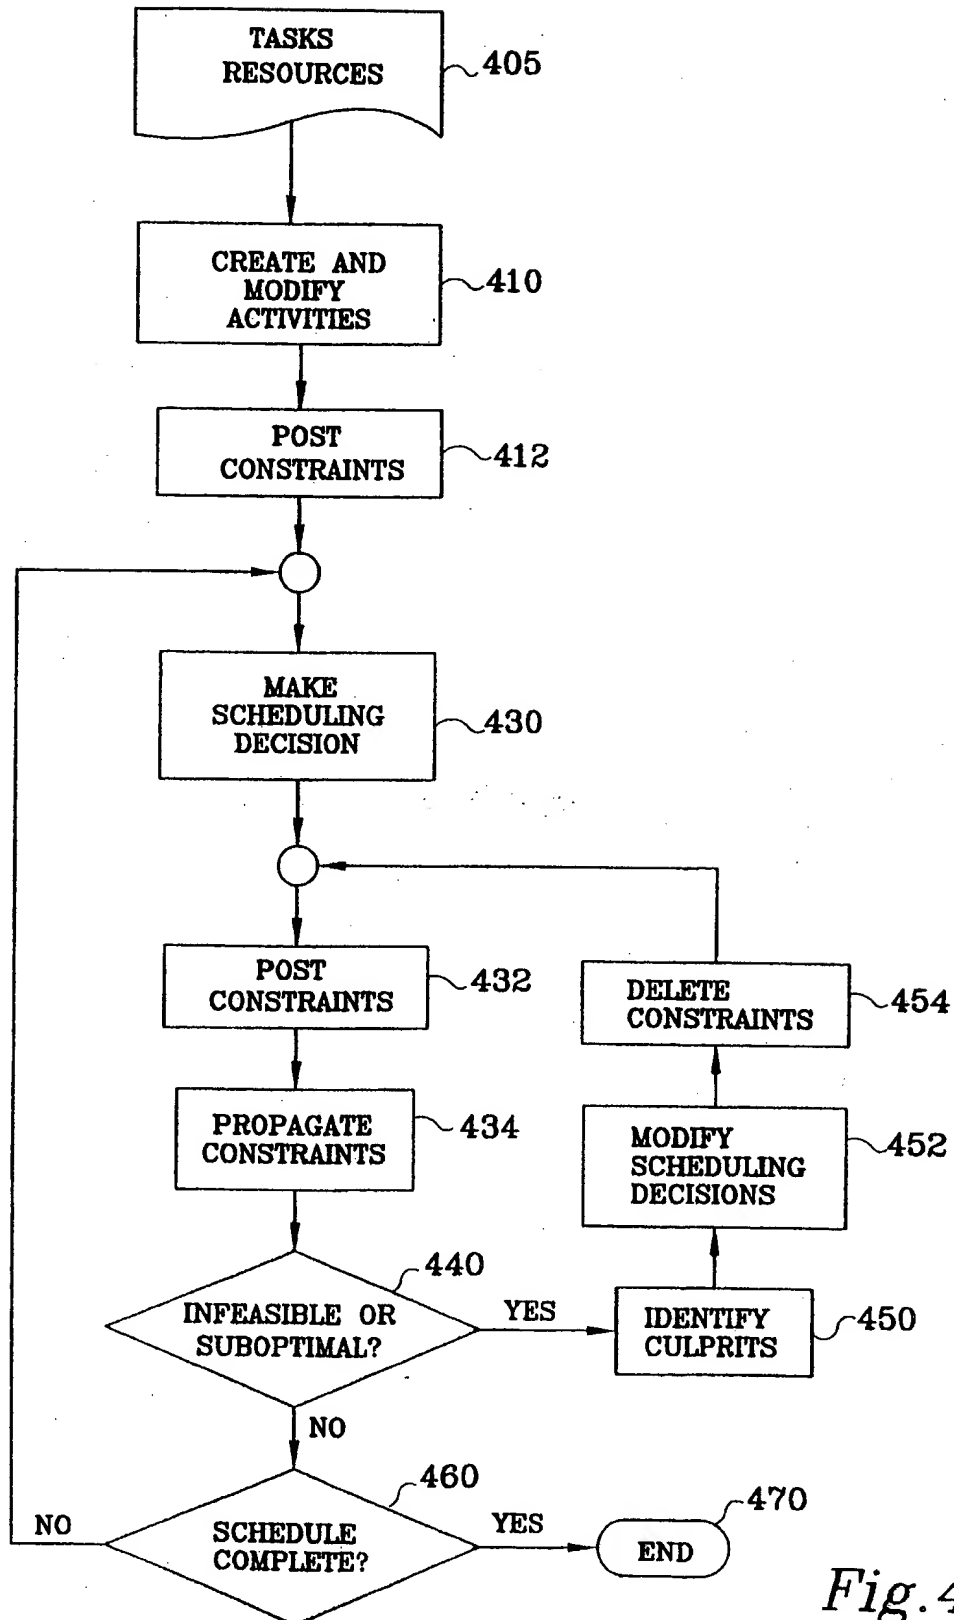 TASKS
RESOURCES
405
CREATE AND
MODIFY
ACTIVITIES
410
POST
CONSTRAINTS
412
MAKE
SCHEDULING
DECISION
430
POST
CONSTRAINTS
432
DELETE
CONSTRAINTS
454
PROPAGATE
CONSTRAINTS
434
MODIFY
SCHEDULING
DECISIONS
452
440
INFEASIBLE OR
SUBOPTIMAL?
YES
IDENTIFY
CULPRITS
450
NO
460
NO
SCHEDULE
COMPLETE?
YES
END
470
Fig. 4